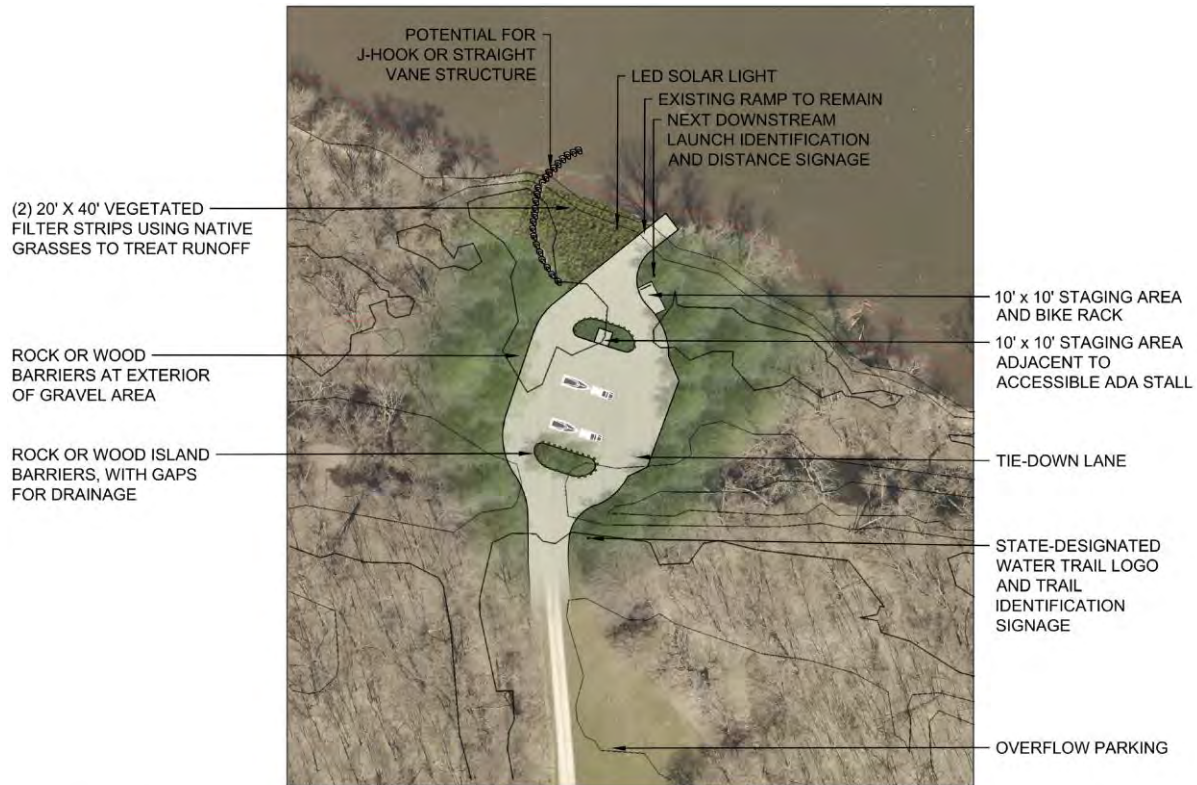 POTENTIAL FOR
J-HOOK OR STRAIGHT
VANE STRUCTURE
LED SOLAR LIGHT
EXISTING RAMP TO REMAIN
NEXT DOWNSTREAM
LAUNCH IDENTIFICATION
AND DISTANCE SIGNAGE
(2) 20' X 40' VEGETATED
FILTER STRIPS USING NATIVE
GRASSES TO TREAT RUNOFF
ROCK OR WOOD
BARRIERS AT EXTERIOR
OF GRAVEL AREA
ROCK OR WOOD ISLAND
BARRIERS, WITH GAPS
FOR DRAINAGE
10' x 10' STAGING AREA
AND BIKE RACK
10' x 10' STAGING AREA
ADJACENT TO
ACCESSIBLE ADA STALL
TIE-DOWN LANE
STATE-DESIGNATED
WATER TRAIL LOGO
AND TRAIL
IDENTIFICATION
SIGNAGE
OVERFLOW PARKING